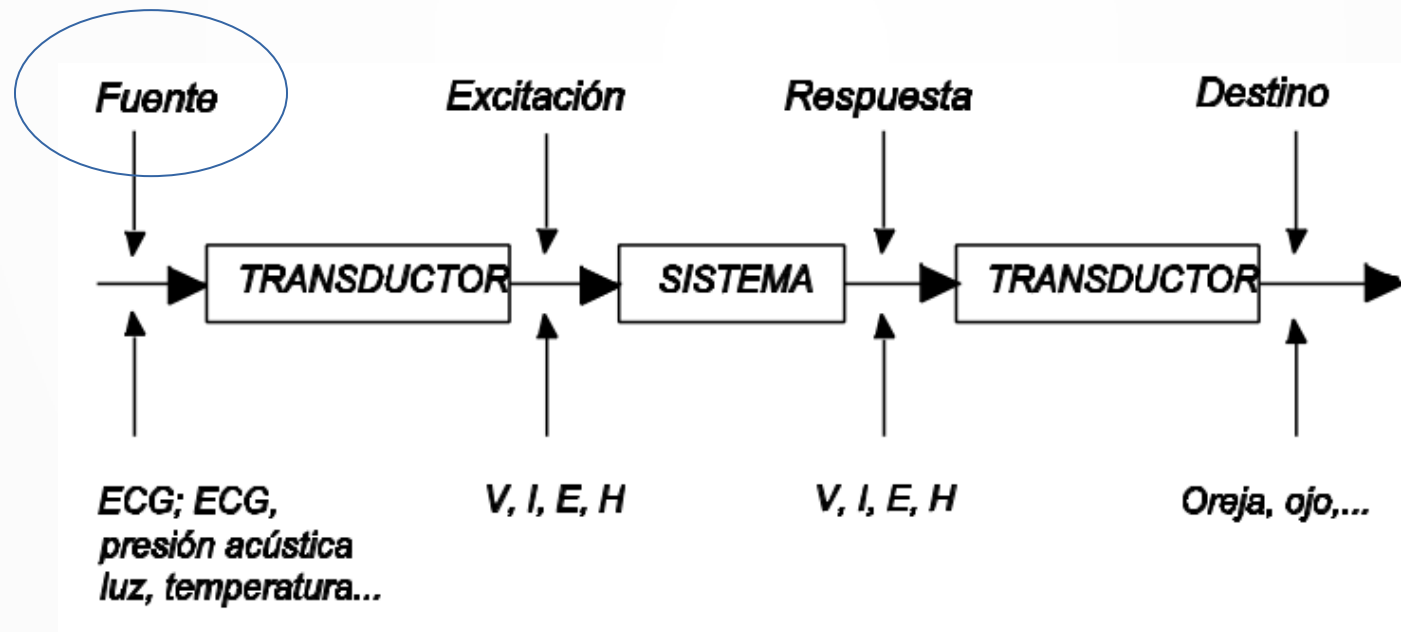 Fuente
Excitación
Respuesta
Destino
TRANSDUCTOR
SISTEMA
TRANSDUCTOR
ECG; ECG,
presión acústica
luz, temperatura...
V, I, E, H
V, I, E, H
Oreja, ojo,...